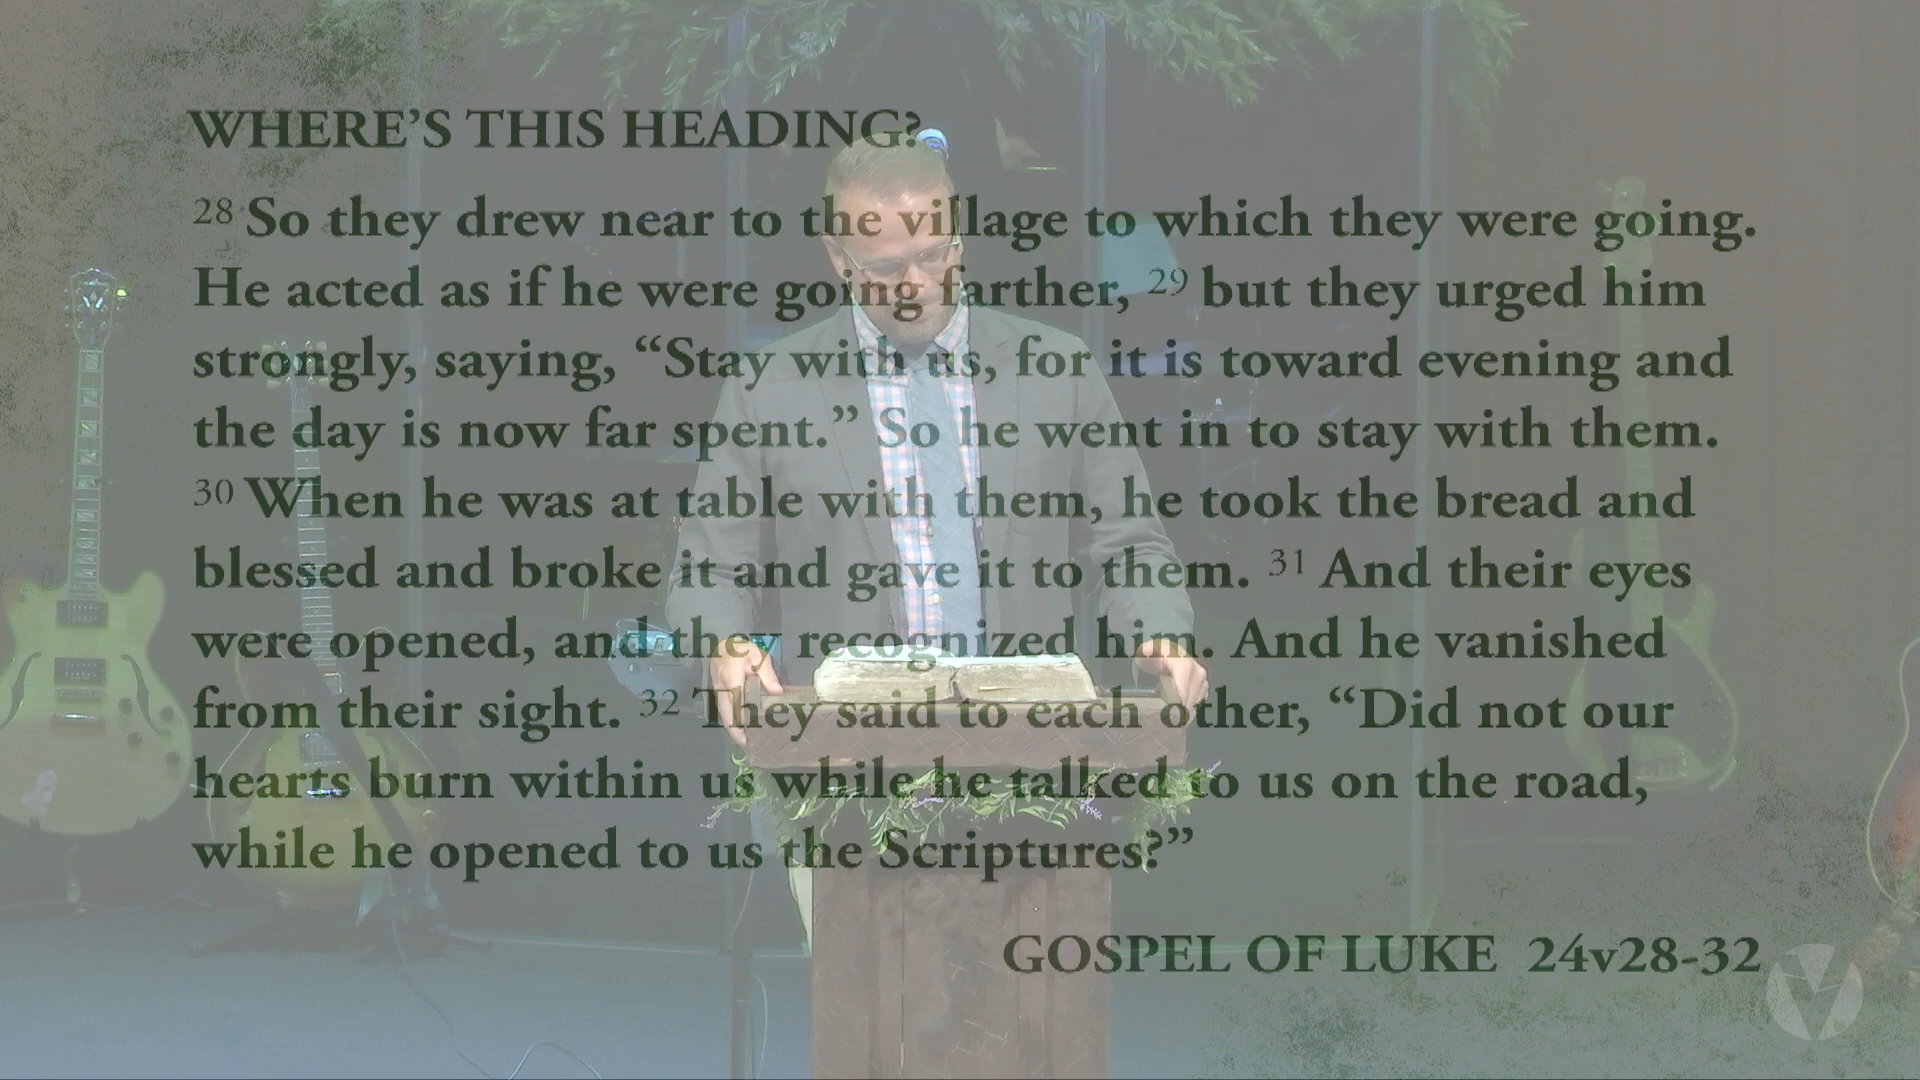 WHERE’S THIS HEADING?
28 So they drew near to the village to which they were going.
He acted as if he were going farther, 29 but they urged him
strongly, saying, “Stay with us, for it is toward evening and
the day is now far spent.” So he went in to stay with them.
30 When he was at table with them, he took the bread and
blessed and broke it and gave it to them. 31 And their eyes
were opened, and they recognized him. And he vanished
from their sight. 32 They said to each other, “Did not our
hearts burn within us while he talked to us on the road,
while he opened to us the Scriptures?”
GOSPEL OF LUKE 24v28-32